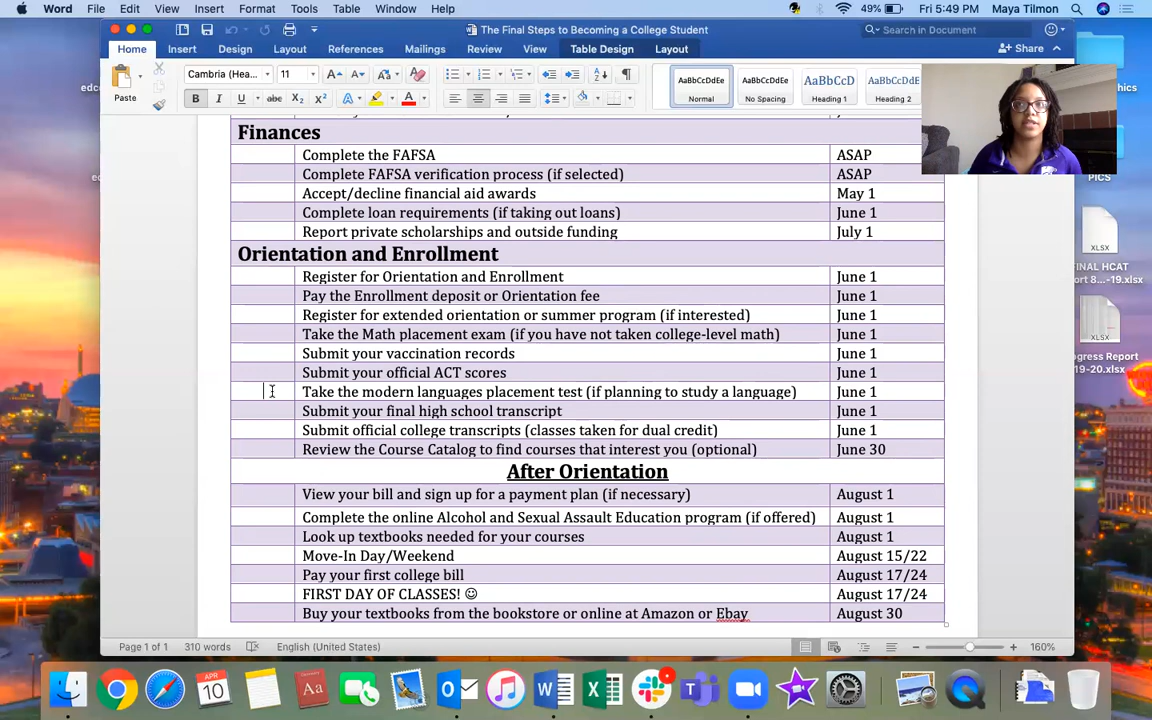 Word File Edit View Insert Format Tools Table Window Help 49% Fri 5:49 PM Maya Tilmon
The Final Steps to Becoming a College Student Search in Document
Home Insert Design Layout References Mailings Review View Table Design Layout Share
Paste Cambria (Hea... 11 AaBbCcDdEe Normal AaBbCcDdEe No Spacing AaBbCcD Heading 1 AaBbCcDdE Heading 2
Finances
Complete the FAFSA ASAP
Complete FAFSA verification process (if selected) ASAP
Accept/decline financial aid awards May 1
Complete loan requirements (if taking out loans) June 1
Report private scholarships and outside funding July 1
Orientation and Enrollment
Register for Orientation and Enrollment June 1
Pay the Enrollment deposit or Orientation fee June 1
Register for extended orientation or summer program (if interested) June 1
Take the Math placement exam (if you have not taken college-level math) June 1
Submit your vaccination records June 1
Submit your official ACT scores June 1
Take the modern languages placement test (if planning to study a language) June 1
Submit your final high school transcript June 1
Submit official college transcripts (classes taken for dual credit) June 1
Review the Course Catalog to find courses that interest you (optional) June 30
After Orientation
View your bill and sign up for a payment plan (if necessary) August 1
Complete the online Alcohol and Sexual Assault Education program (if offered) August 1
Look up textbooks needed for your courses August 1
Move-In Day/Weekend August 15/22
Pay your first college bill August 17/24
FIRST DAY OF CLASSES! ☺ August 17/24
Buy your textbooks from the bookstore or online at Amazon or Ebay August 30
Page 1 of 1 310 words English (United States) 160%
PICS
XLSX
FINAL HCAT
-19.xlsx
XLSX
19-20.xlsx
APR
10